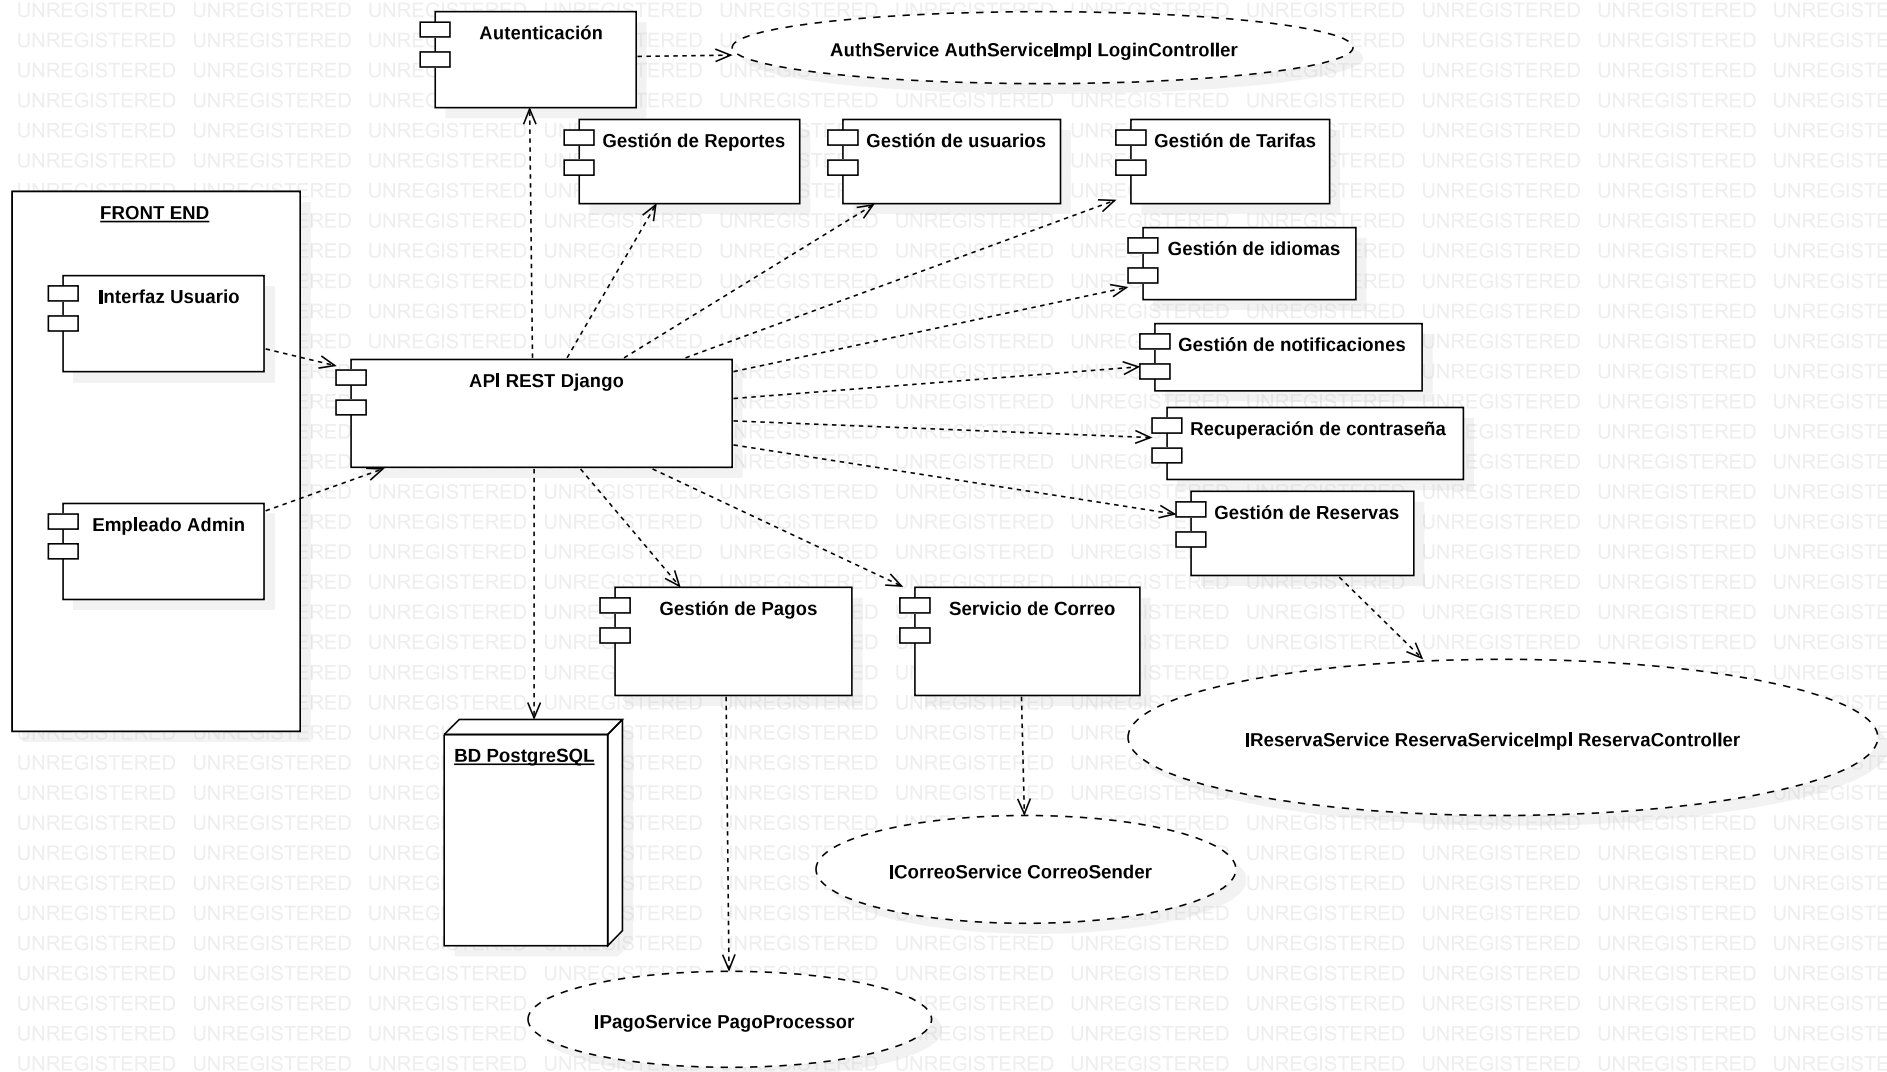 Autenticación
AuthService AuthServiceImpl LoginController
Gestión de Reportes
Gestión de usuarios
Gestión de Tarifas
FRONT END
Gestión de idiomas
Interfaz Usuario
Gestión de notificaciones
API REST Django
Recuperación de contraseña
Gestión de Reservas
Empleado Admin
Gestión de Pagos
Servicio de Correo
IReservaService ReservaServiceImpl ReservaController
BD PostgreSQL
ICorreoService CorreoSender
IPagoService PagoProcessor
UNREGISTERED